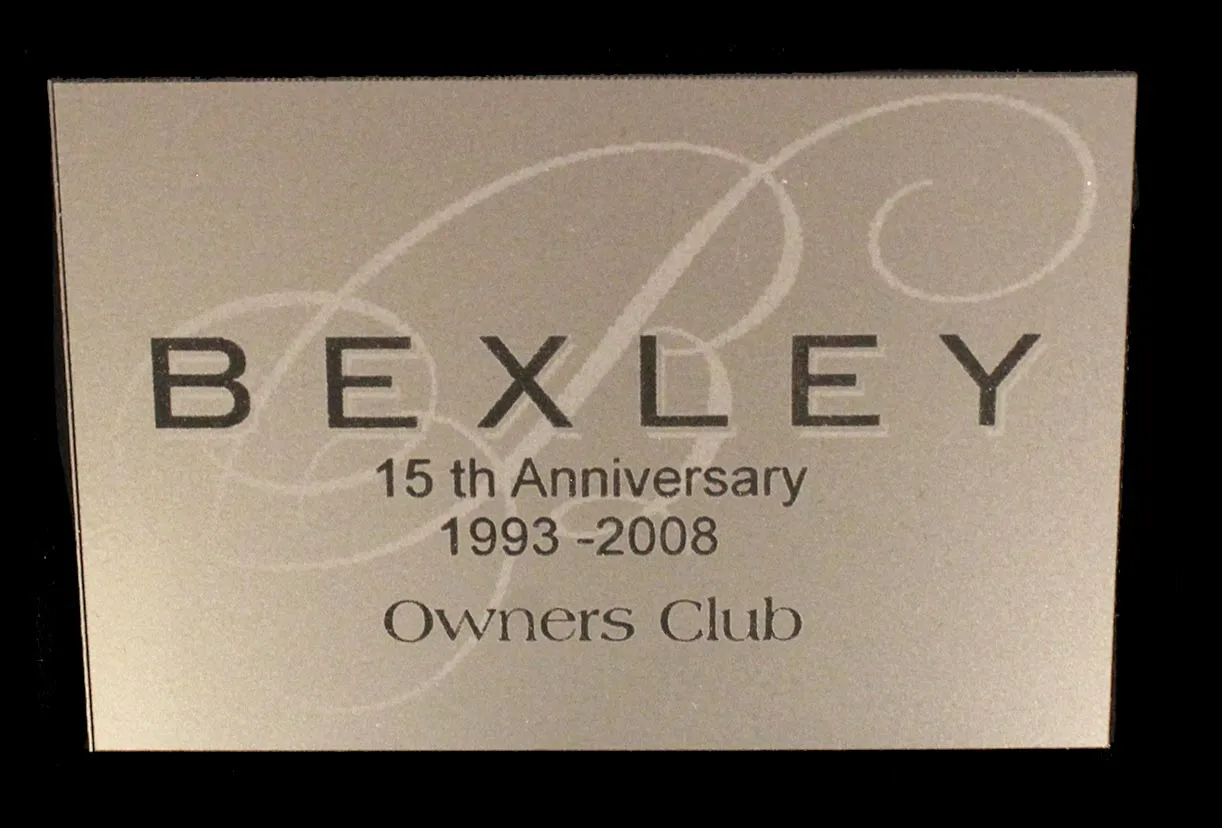 BEXLEY
15 th Anniversary
1993 -2008
Owners Club